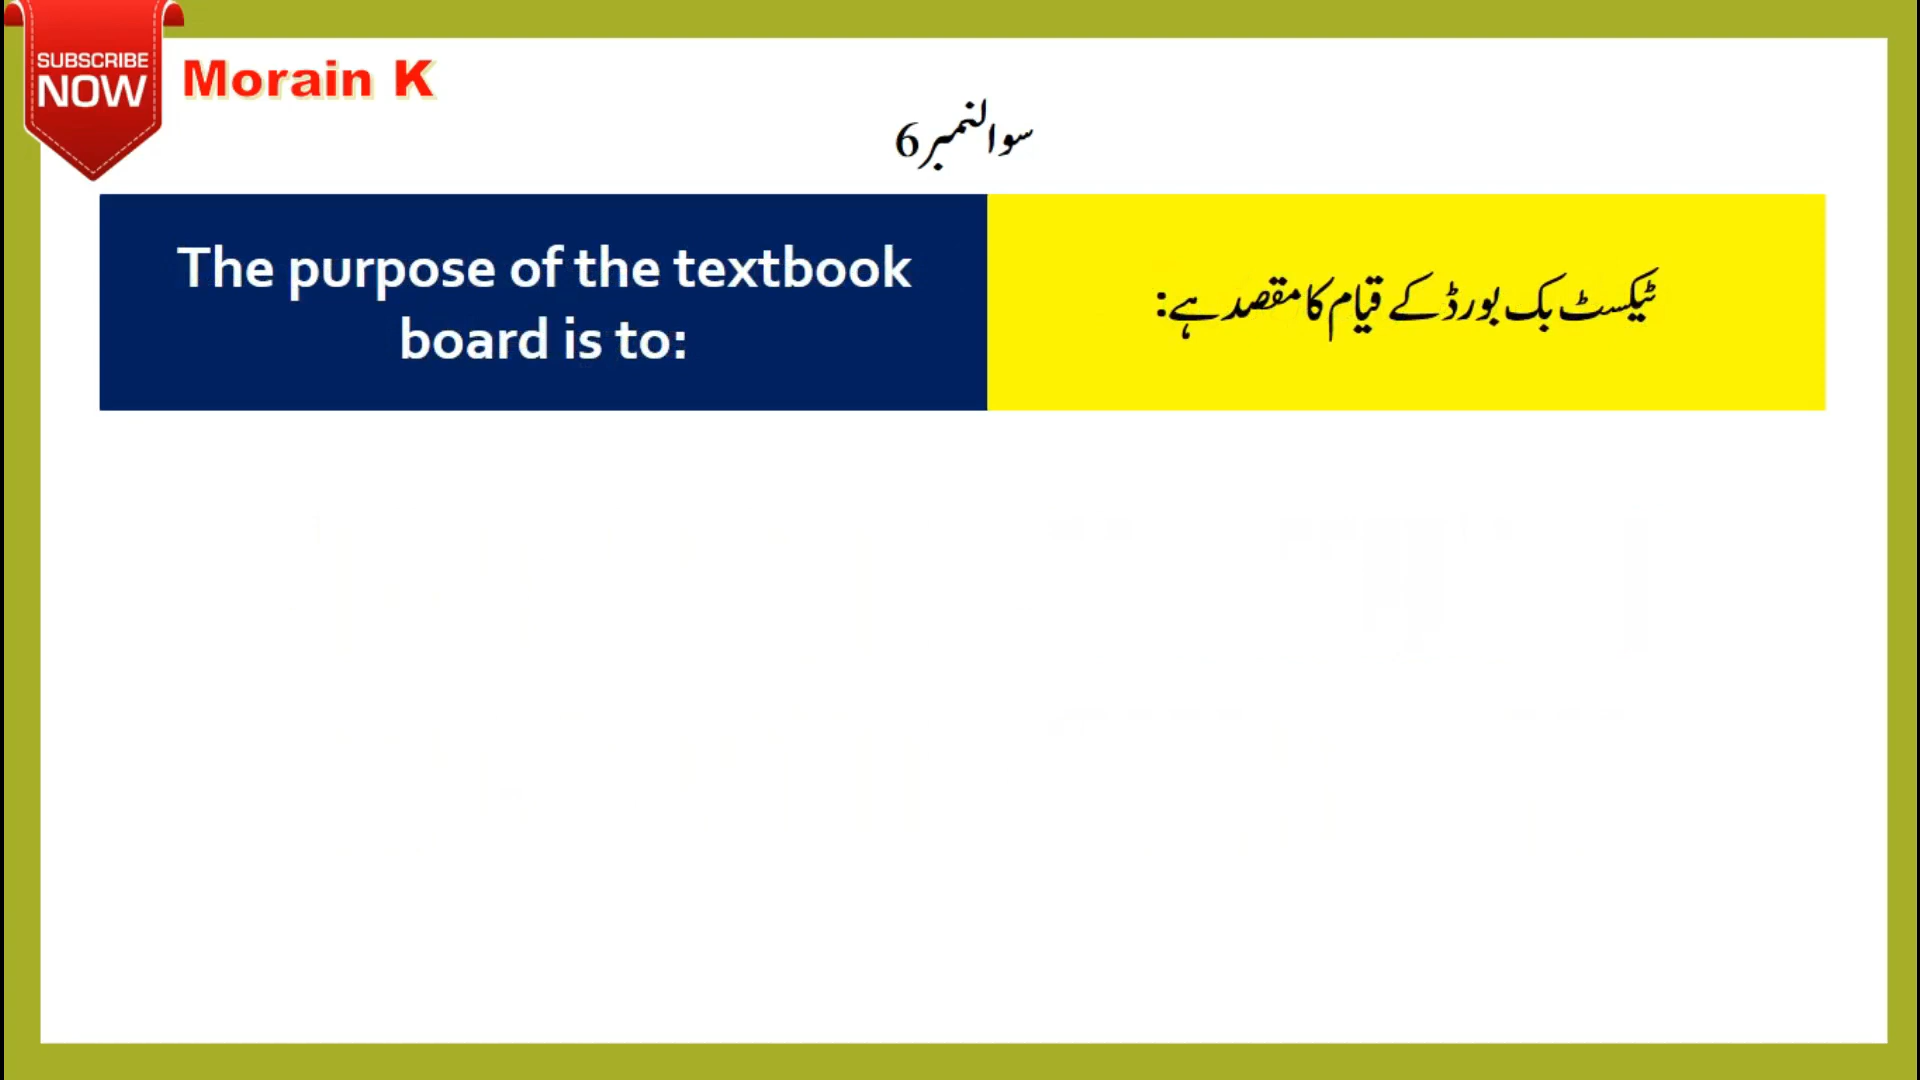 SUBSCRIBE
NOW
Morain K
سوالنمبر6
The purpose of the textbook
board is to:
ٹیکسٹ بک بورڈ کے قیام کا مقصد ہے: